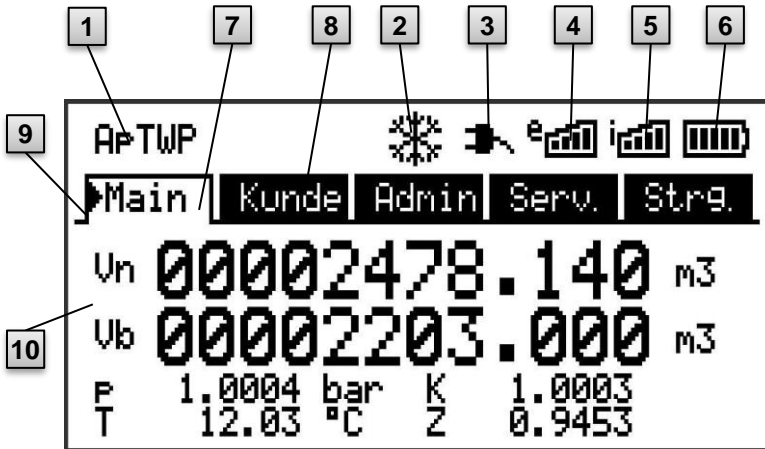 1 7 8 2 3 4 5 6
ApTWP e i
9
Main Kunde Admin Serv. Strg.
Vn 00002478.140 m3
Vb 00002203.000 m3
10
p 1.0004 bar K 1.0003
T 12.03 °C Z 0.9453